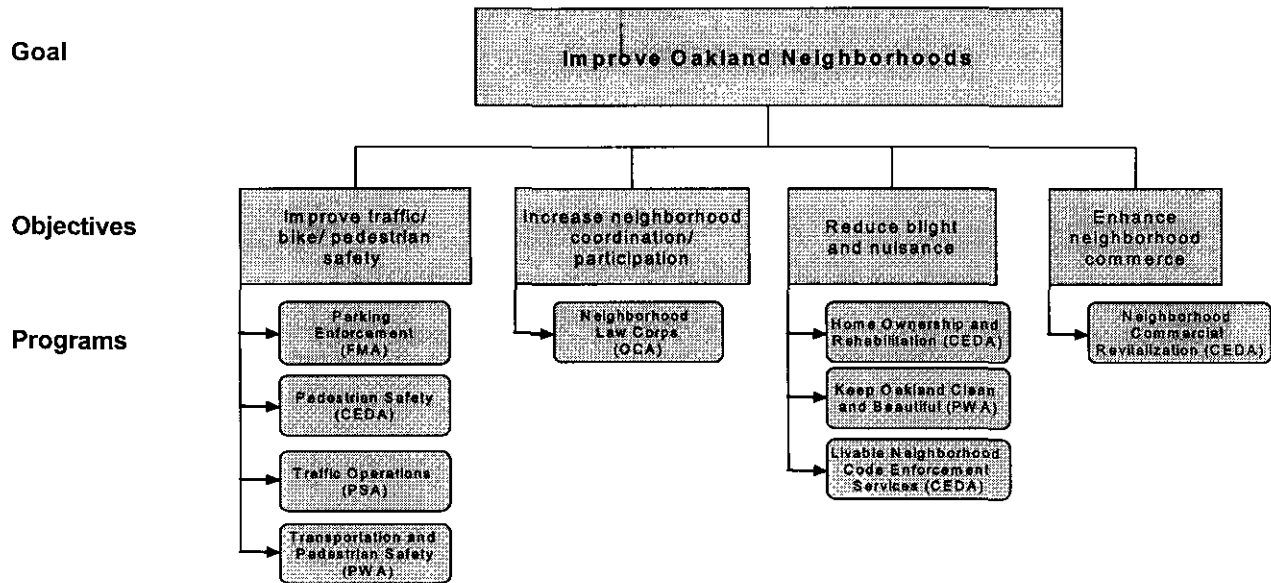 Goal
Improve Oakland Neighborhoods
Objectives
Improve traffic/
bike/ pedestrian
safety
Increase neighborhood
coordination/
participation
Reduce blight
and nuisance
Enhance
neighborhood
commerce
Programs
Parking
Enforcement
(FMA)
Pedestrian Safety
(CEDA)
Traffic Operations
(PSA)
Transportation and
Pedestrian Safety
(PWA)
Neighborhood
Law Corps
(OCA)
Home Ownership and
Rehabilitation (CEDA)
Keep Oakland Clean
and Beautiful (PWA)
Livable Neighborhood
Code Enforcement
Services (CEDA)
Neighborhood
Commercial
Revitalization (CEDA)